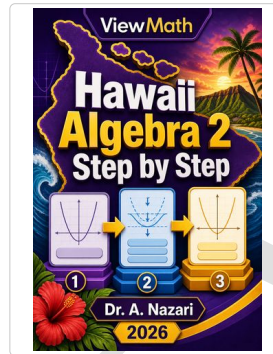 ViewMath
Hawaii
Algebra 2
Step by Step
1 2 3
Dr. A. Nazari
2026